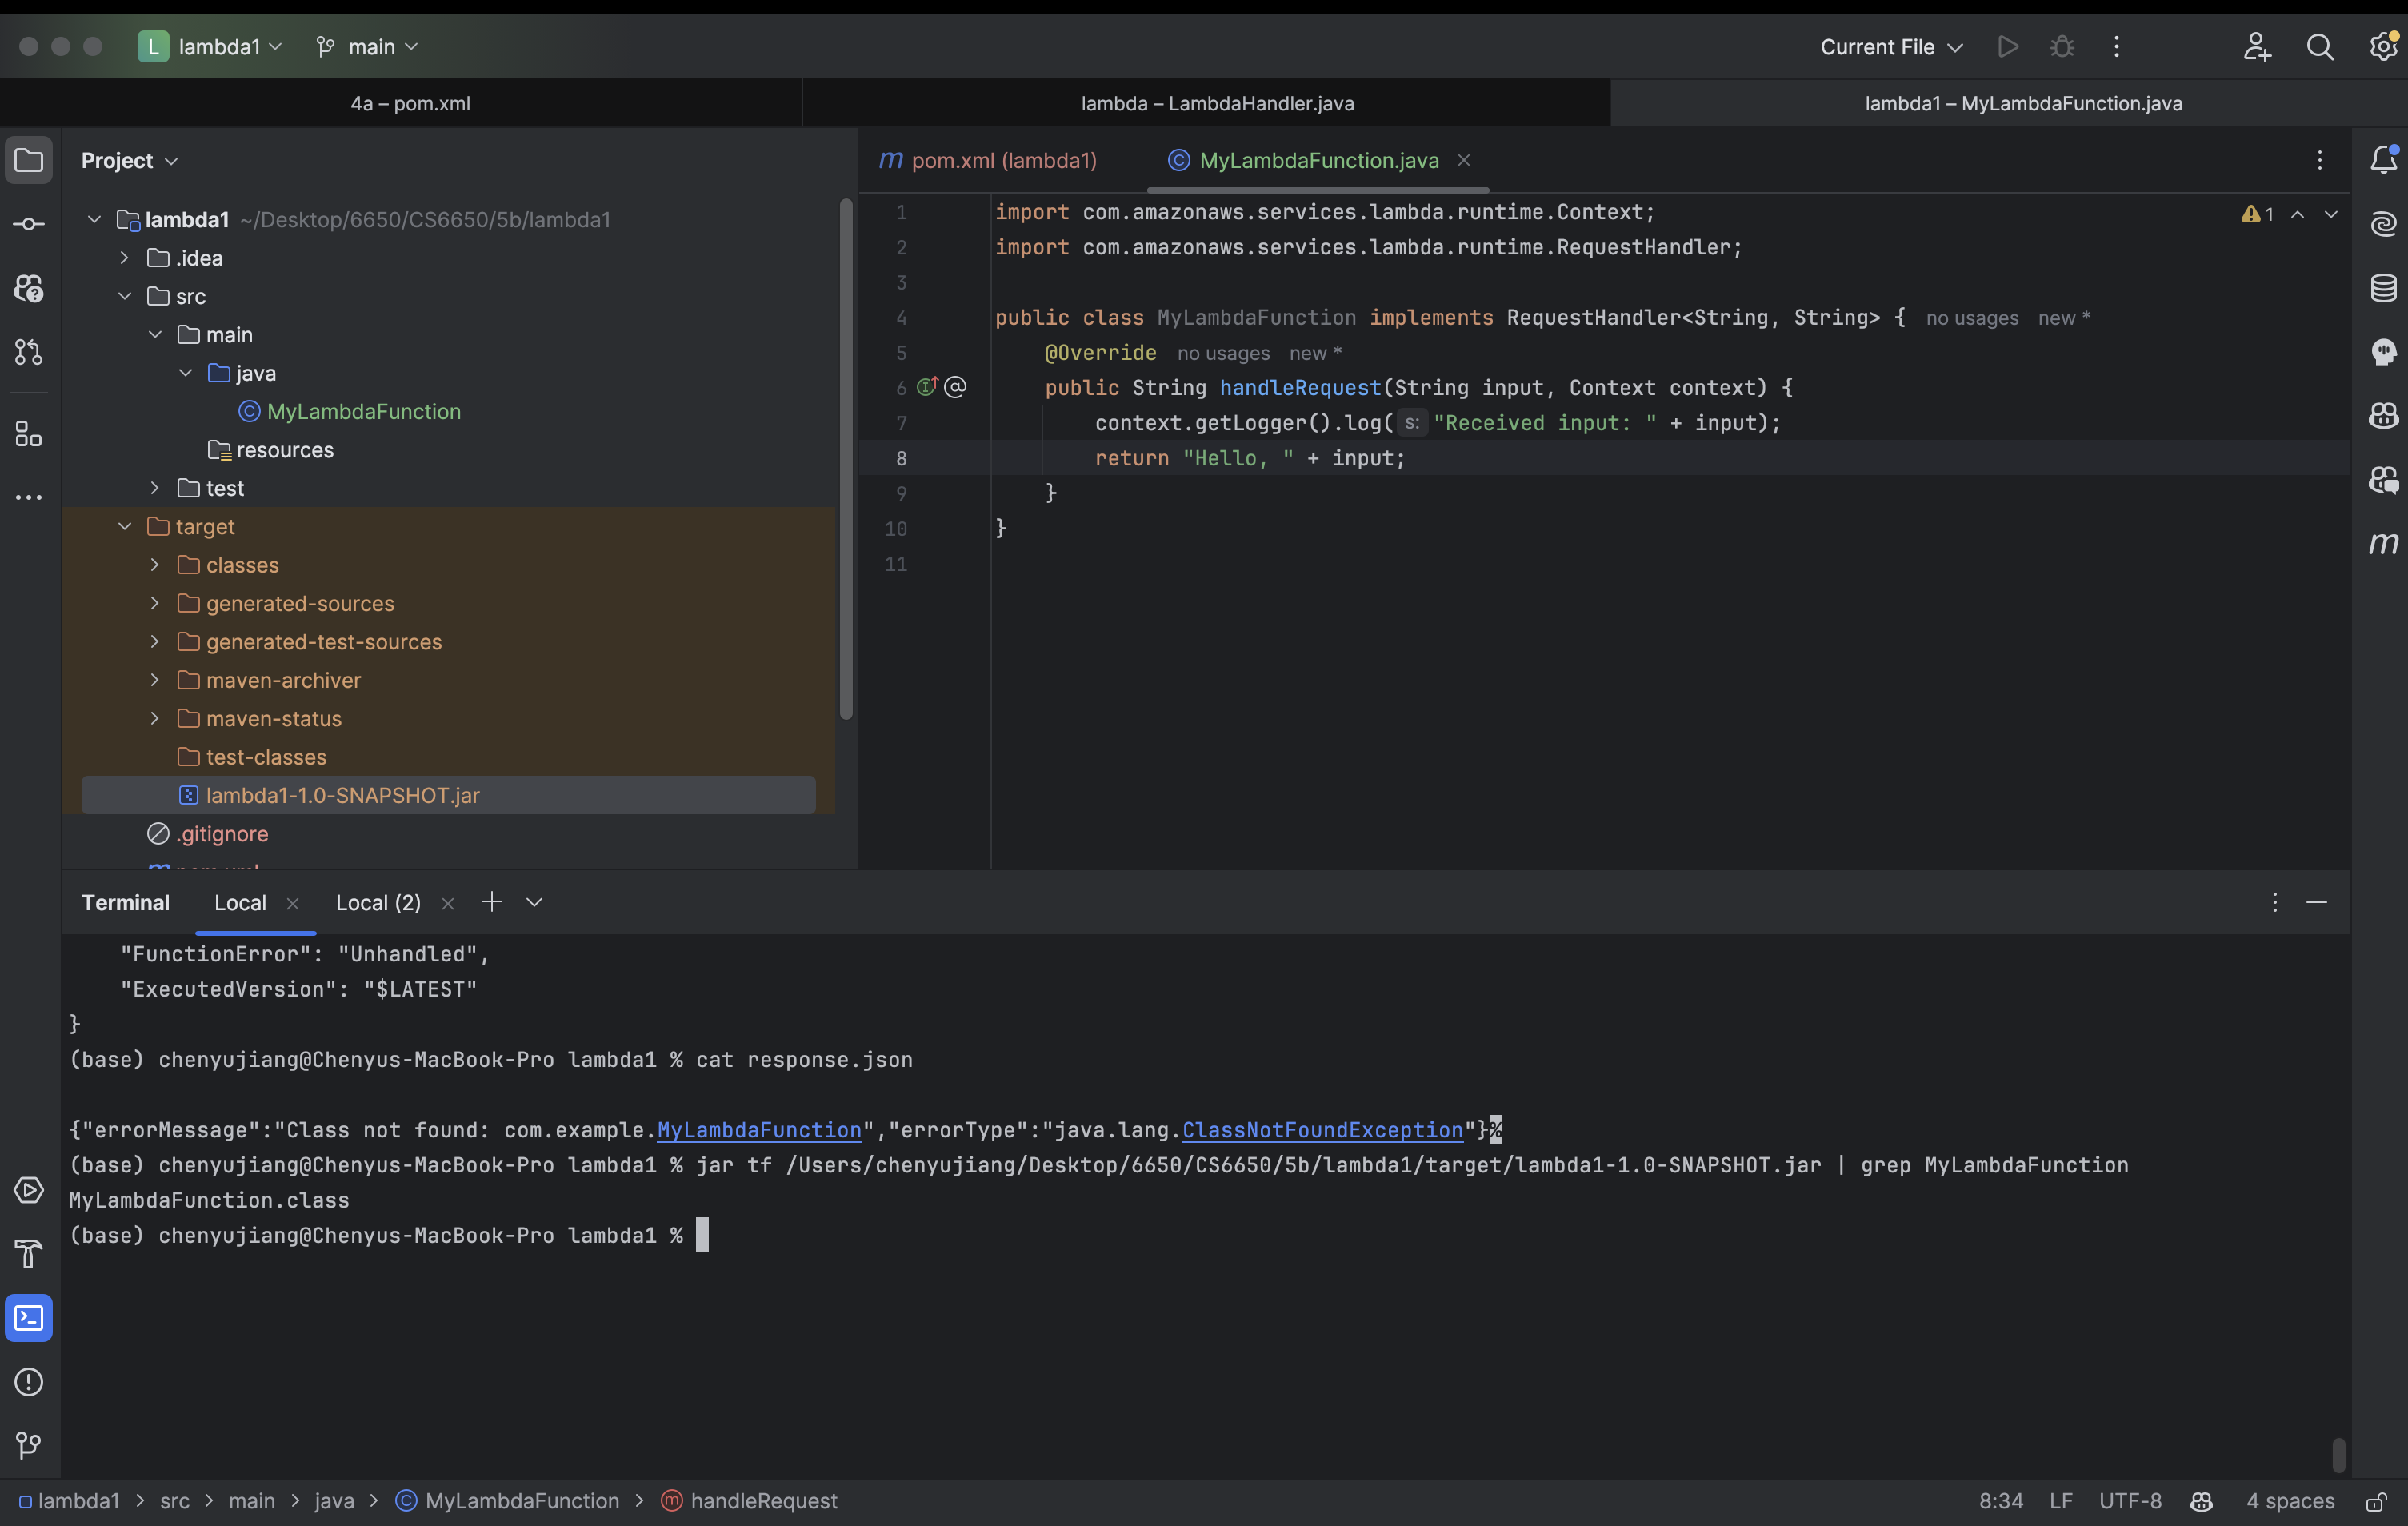 L lambda1 main Current File
4a – pom.xml lambda – LambdaHandler.java lambda1 – MyLambdaFunction.java
Project
lambda1 ~/Desktop/6650/CS6650/5b/lambda1
.idea
src
main
java
MyLambdaFunction
resources
test
target
classes
generated-sources
generated-test-sources
maven-archiver
maven-status
test-classes
lambda1-1.0-SNAPSHOT.jar
.gitignore
m pom.xml (lambda1) MyLambdaFunction.java
1 import com.amazonaws.services.lambda.runtime.Context;
2 import com.amazonaws.services.lambda.runtime.RequestHandler;
3
4 public class MyLambdaFunction implements RequestHandler<String, String> { no usages new *
5 @Override no usages new *
6 public String handleRequest(String input, Context context) {
7 context.getLogger().log( s: "Received input: " + input);
8 return "Hello, " + input;
9 }
10 }
11
1
Terminal Local Local (2)
"FunctionError": "Unhandled",
"ExecutedVersion": "$LATEST"
}
(base) chenyujiang@Chenyus-MacBook-Pro lambda1 % cat response.json
{"errorMessage":"Class not found: com.example.MyLambdaFunction","errorType":"java.lang.ClassNotFoundException"}%
(base) chenyujiang@Chenyus-MacBook-Pro lambda1 % jar tf /Users/chenyujiang/Desktop/6650/CS6650/5b/lambda1/target/lambda1-1.0-SNAPSHOT.jar | grep MyLambdaFunction
MyLambdaFunction.class
(base) chenyujiang@Chenyus-MacBook-Pro lambda1 %
lambda1 > src > main > java > MyLambdaFunction > handleRequest 8:34 LF UTF-8 4 spaces